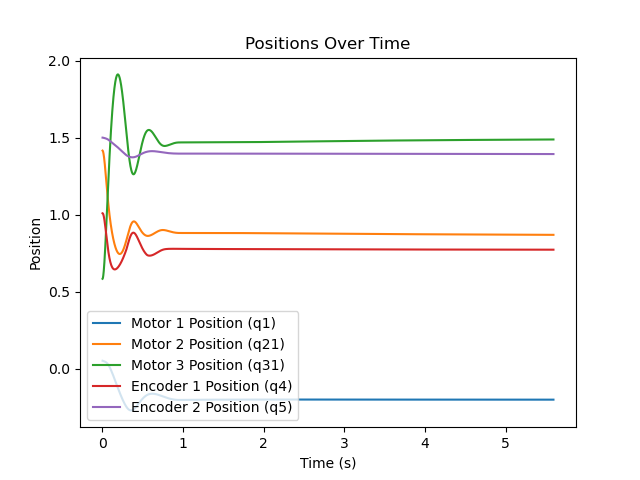 Positions Over Time
2.0
1.5
1.0
0.5
0.0
Position
Motor 1 Position (q1)
Motor 2 Position (q21)
Motor 3 Position (q31)
Encoder 1 Position (q4)
Encoder 2 Position (q5)
0 1 2 3 4 5
Time (s)